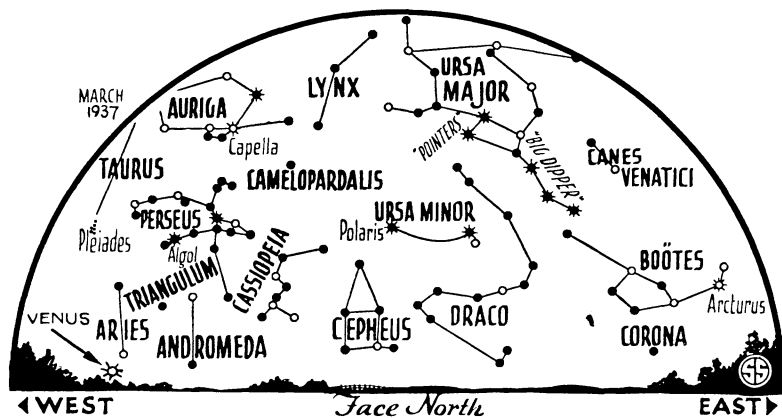 URSA
MAJOR
LYNX
MARCH
1937
AURIGA
Capella
"POINTERS"
"BIG DIPPER"
CANES
VENATICI
TAURUS
CAMELOPARDALIS
PERSEUS
URSA MINOR
Polaris
Pleiades
Algol
CASSIOPEIA
TRIANGULUM
BOÖTES
Arcturus
VENUS
ARIES
ANDROMEDA
CEPHEUS
DRACO
CORONA
WEST
Face North
EAST